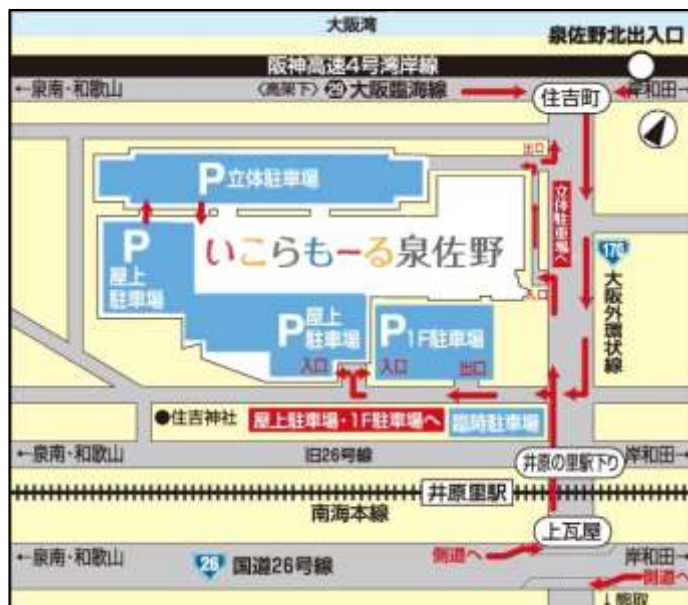 大阪湾
泉佐野北出入口
阪神高速4号湾岸線
←泉南・和歌山
〈高架下〉 29 大阪臨海線
住吉町
岸和田→
出口
P 立体駐車場
立体駐車場へ
いこらもーる泉佐野
P
屋上
駐車場
176
大阪外環状線
入口
P 屋上
駐車場
入口
P 1F駐車場
入口
出口
●住吉神社
屋上駐車場・1F駐車場へ
臨時駐車場
←泉南・和歌山
旧26号線
井原の里駅下り
岸和田→
井原里駅
南海本線
上瓦屋
←泉南・和歌山
26 国道26号線
側道へ
岸和田→
側道へ
↓熊取